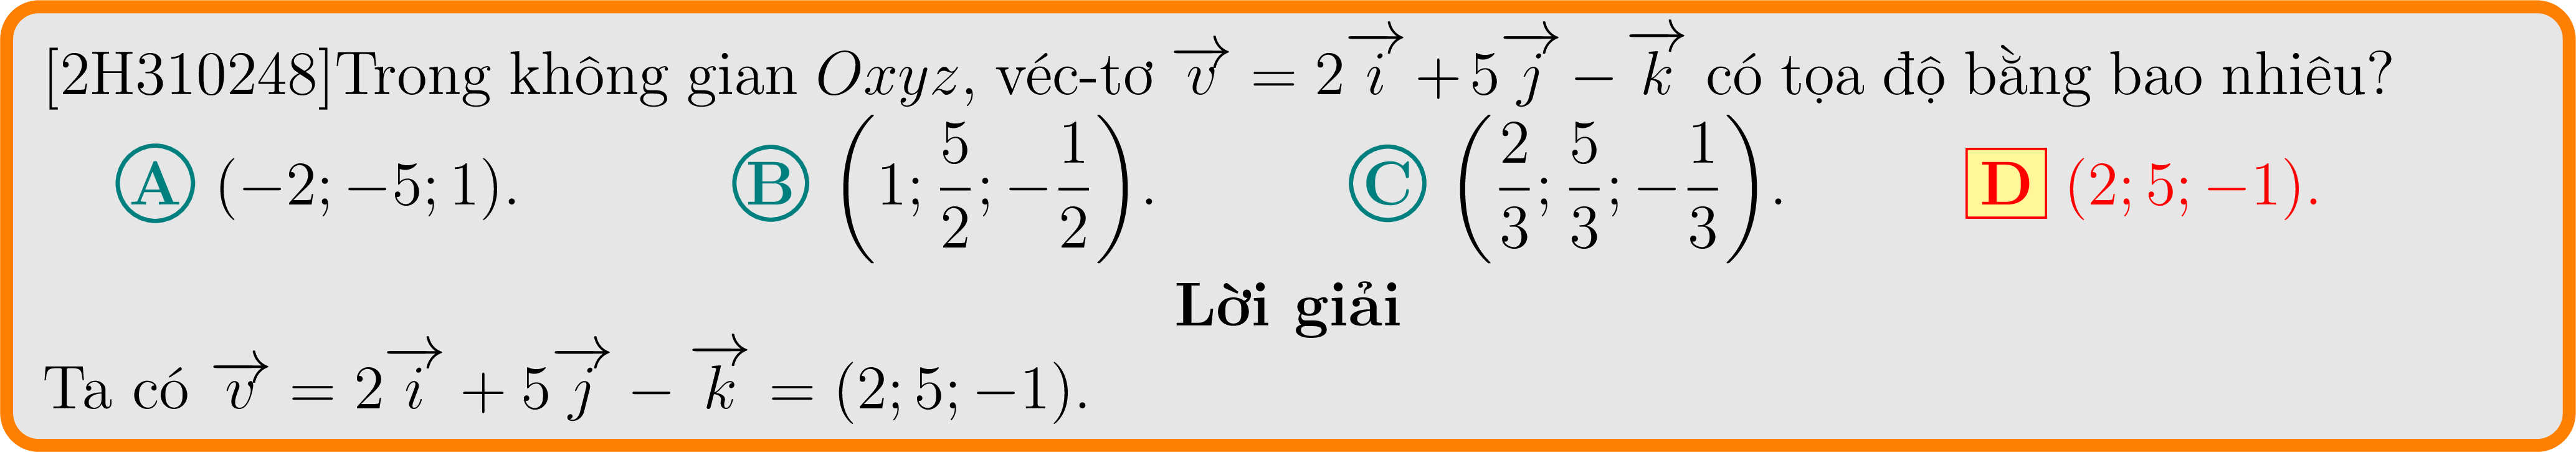 [2H310248]Trong không gian Oxyz, véc-tơ $\overrightarrow{v} = 2\overrightarrow{i} + 5\overrightarrow{j} - \overrightarrow{k}$ có tọa độ bằng bao nhiêu?
A (−2; −5; 1). B $\left(1; \frac{5}{2}; -\frac{1}{2}\right)$. C $\left(\frac{2}{3}; \frac{5}{3}; -\frac{1}{3}\right)$. D (2; 5; −1).
Lời giải
Ta có $\overrightarrow{v} = 2\overrightarrow{i} + 5\overrightarrow{j} - \overrightarrow{k} = (2; 5; -1)$.